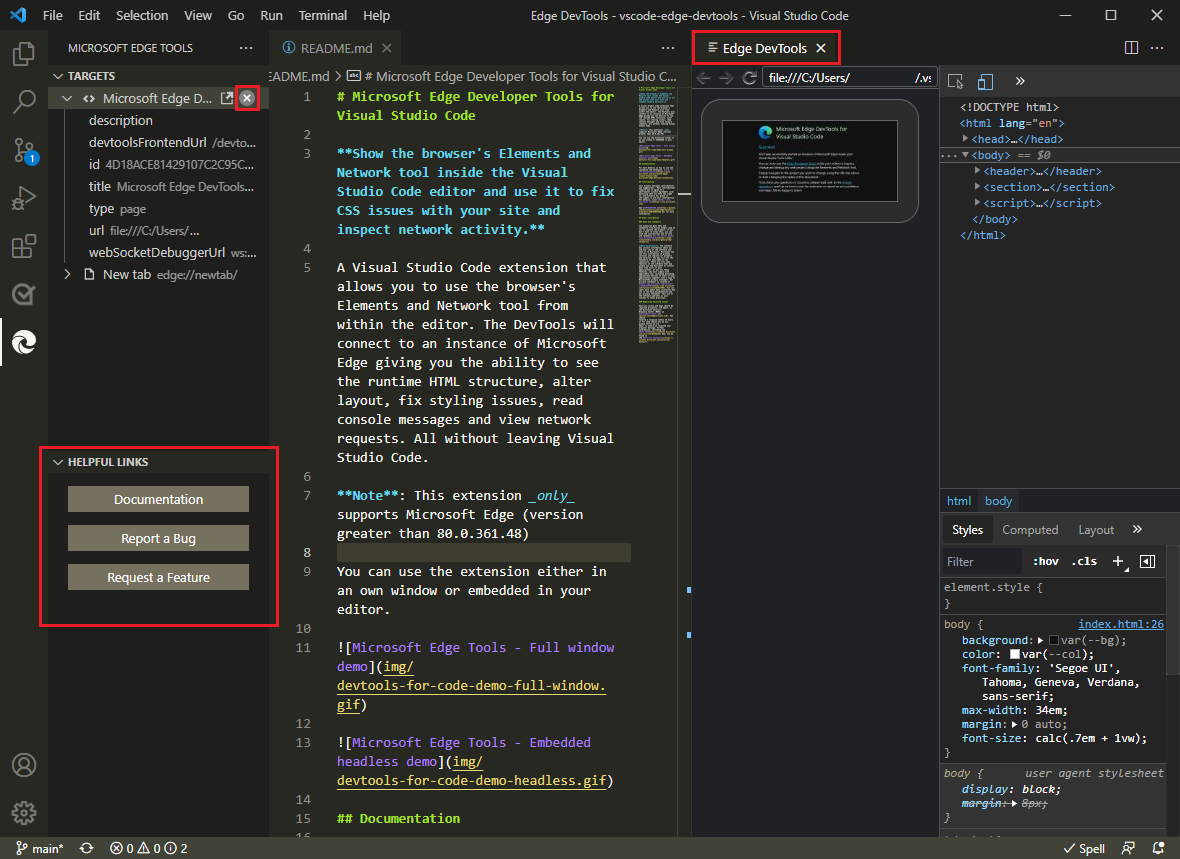 File Edit Selection View Go Run Terminal Help
Edge DevTools - vscode-edge-devtools - Visual Studio Code
MICROSOFT EDGE TOOLS
TARGETS
Microsoft Edge D...
description
devtoolsFrontendUrl /devto...
id 4D18ACE81429107C2C95C...
title Microsoft Edge DevTools...
type page
url file:///C:/Users/...
webSocketDebuggerUrl ws:...
New tab edge://newtab/
1
HELPFUL LINKS
Documentation
Report a Bug
Request a Feature
README.md
EADME.md > # Microsoft Edge Developer Tools for Visual Studio C...
1 # Microsoft Edge Developer Tools for
Visual Studio Code
2
3 **Show the browser's Elements and
Network tool inside the Visual
Studio Code editor and use it to fix
CSS issues with your site and
inspect network activity.**
4
5 A Visual Studio Code extension that
allows you to use the browser's
Elements and Network tool from
within the editor. The DevTools will
connect to an instance of Microsoft
Edge giving you the ability to see
the runtime HTML structure, alter
layout, fix styling issues, read
console messages and view network
requests. All without leaving Visual
Studio Code.
6
7 **Note**: This extension _only_
supports Microsoft Edge (version
greater than 80.0.361.48)
8
9 You can use the extension either in
an own window or embedded in your
editor.
10
11 ![Microsoft Edge Tools - Full window
demo](img/
devtools-for-code-demo-full-window.
gif)
12
13 ![Microsoft Edge Tools - Embedded
headless demo](img/
devtools-for-code-demo-headless.gif)
14
15 ## Documentation
16
Edge DevTools
file:///C:/Users/ /.vs
Microsoft Edge DevTools for
Visual Studio Code
Success
<!DOCTYPE html>
<html lang="en">
<head>…</head>
<body> == $0
<header>…</header>
<section>…</section>
<script>…</script>
</body>
</html>
html body
Styles Computed Layout
Filter :hov .cls +
element.style {
}
body { index.html:26
background: var(--bg);
color: var(--col);
font-family: 'Segoe UI',
Tahoma, Geneva, Verdana,
sans-serif;
max-width: 34em;
margin: 0 auto;
font-size: calc(.7em + 1vw);
}
body { user agent stylesheet
display: block;
margin: 8px;
}
main* 0 0 2
Spell